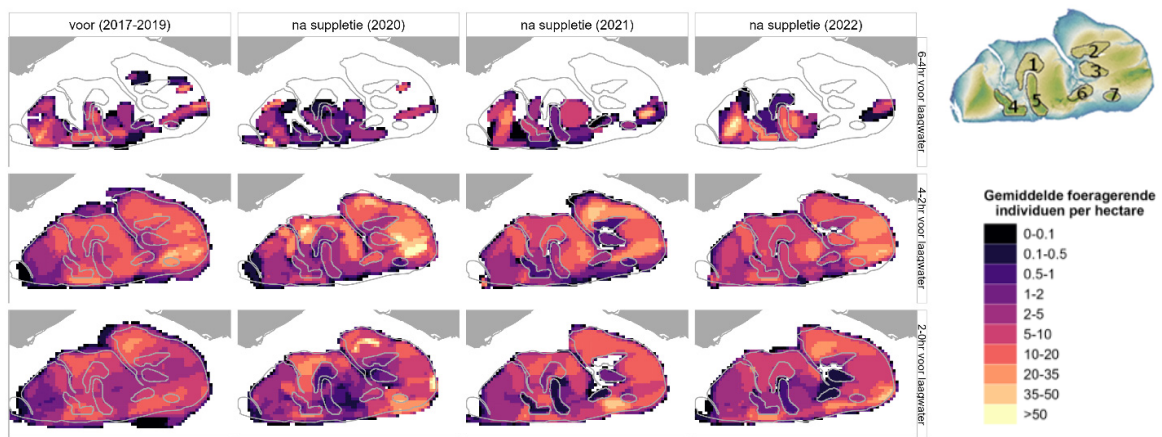 voor (2017-2019)
na suppletie (2020)
na suppletie (2021)
na suppletie (2022)
6-4hr voor laagwater
4-2hr voor laagwater
2-0hr voor laagwater
1
2
3
4
5
6
7
Gemiddelde foeragerende
individuen per hectare
0-0.1
0.1-0.5
0.5-1
1-2
2-5
5-10
10-20
20-35
35-50
>50